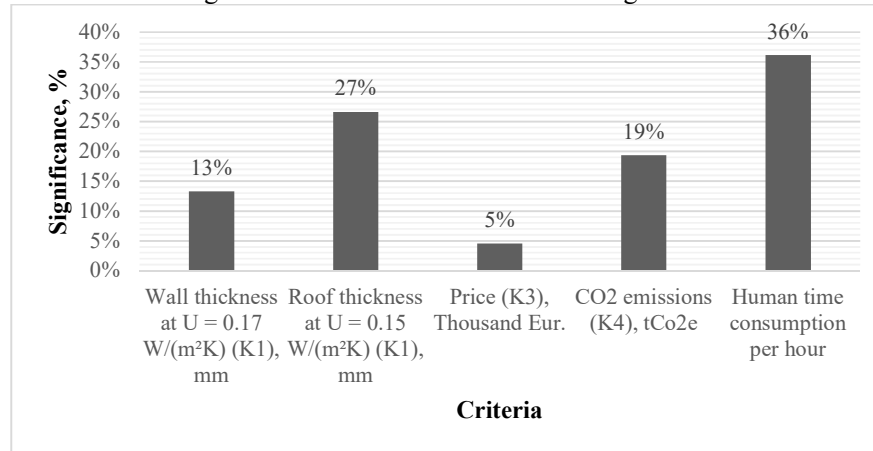 40%
35%
30%
25%
20%
15%
10%
5%
0%
Significance, %
13%
27%
5%
19%
36%
Wall thickness
at U = 0.17
W/(m²K) (K1),
mm
Roof thickness
at U = 0.15
W/(m²K) (K1),
mm
Price (K3),
Thousand Eur.
CO2 emissions
(K4), tCo2e
Human time
consumption
per hour
Criteria